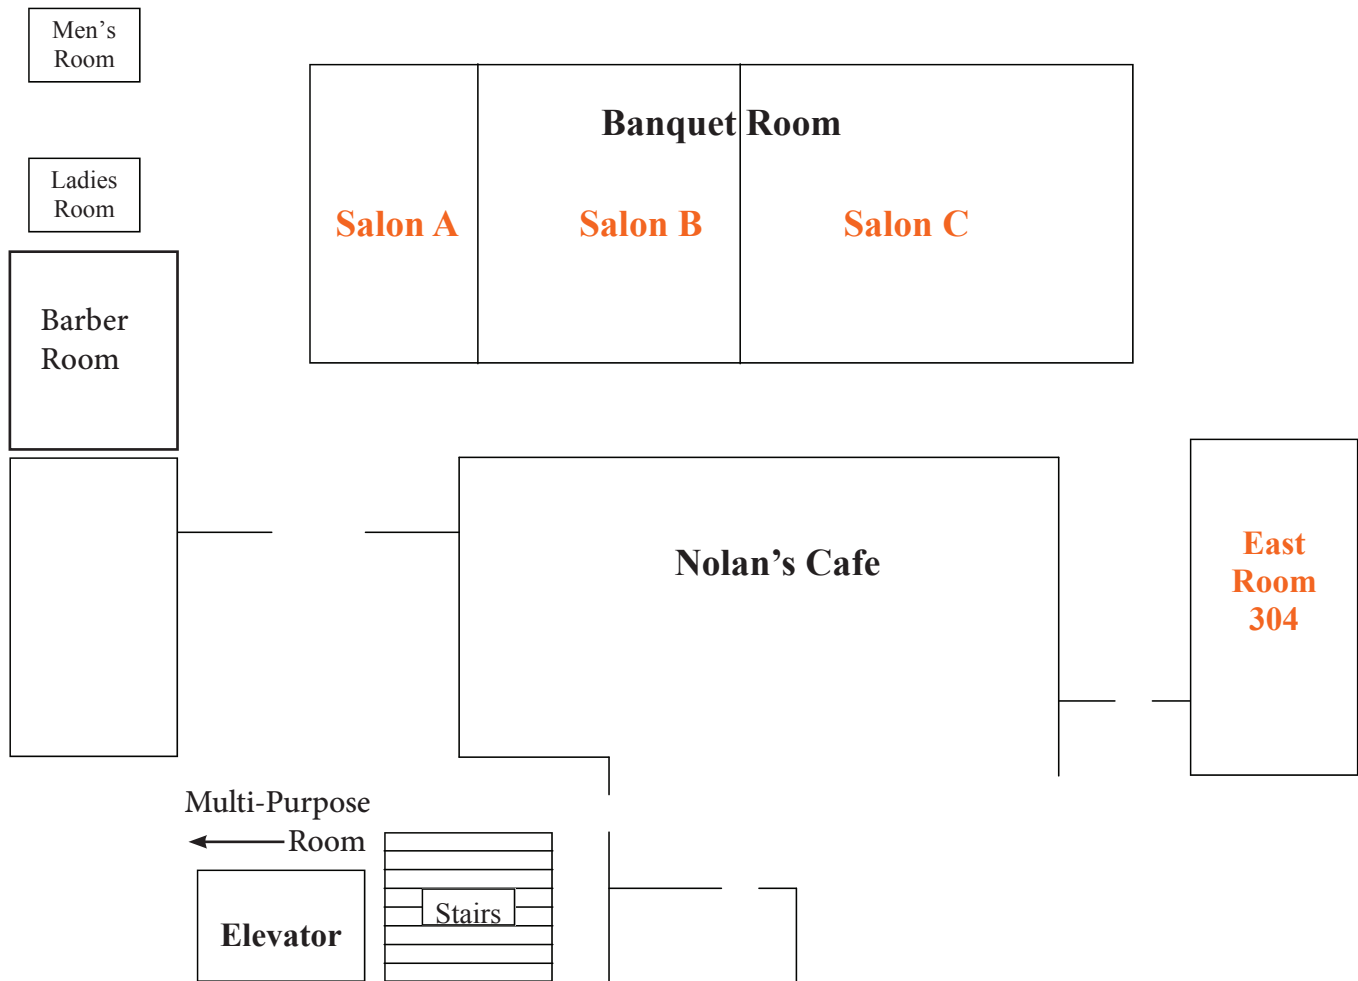 Men’s
Room
Banquet Room
Ladies
Room
Salon A
Salon B
Salon C
Barber
Room
Nolan’s Cafe
East
Room
304
Multi-Purpose
Room
Stairs
Elevator